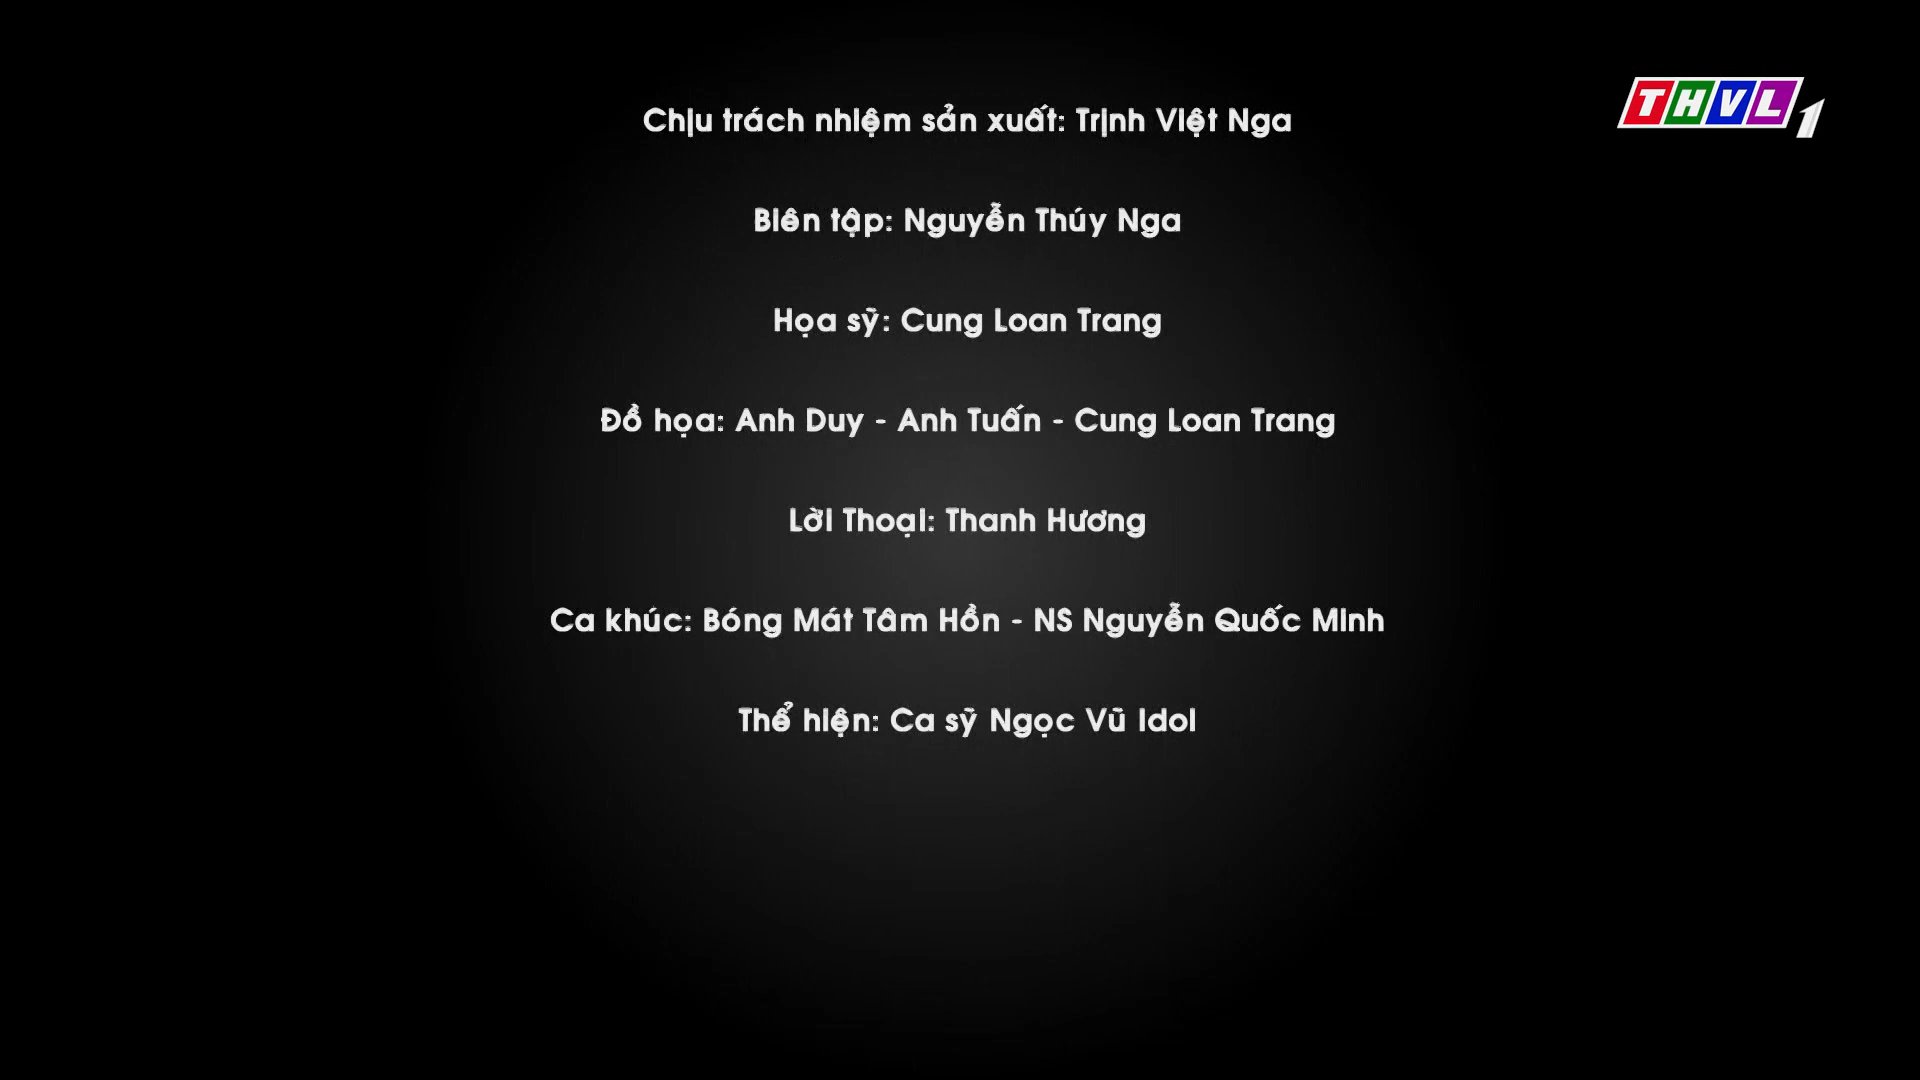 Chịu trách nhiệm sản xuất: Trịnh Việt Nga
THVL1
Biên tập: Nguyễn Thúy Nga
Họa sỹ: Cung Loan Trang
Đồ họa: Anh Duy - Anh Tuấn - Cung Loan Trang
Lời Thoại: Thanh Hương
Ca khúc: Bóng Mát Tâm Hồn - NS Nguyễn Quốc Minh
Thể hiện: Ca sỹ Ngọc Vũ Idol